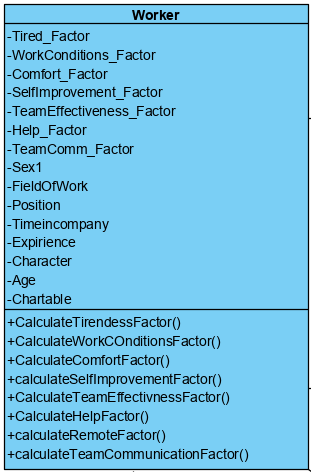 Worker
-Tired_Factor
-WorkConditions_Factor
-Comfort_Factor
-SelfImprovement_Factor
-TeamEffectiveness_Factor
-Help_Factor
-TeamComm_Factor
-Sex1
-FieldOfWork
-Position
-Timeincompany
-Expirience
-Character
-Age
-Chartable
+CalculateTirendessFactor()
+CalculateWorkCOnditionsFactor()
+CalculateComfortFactor()
+calculateSelfImprovementFactor()
+CalculateTeamEffectivnessFactor()
+CalculateHelpFactor()
+calculateRemoteFactor()
+calculateTeamCommunicationFactor()